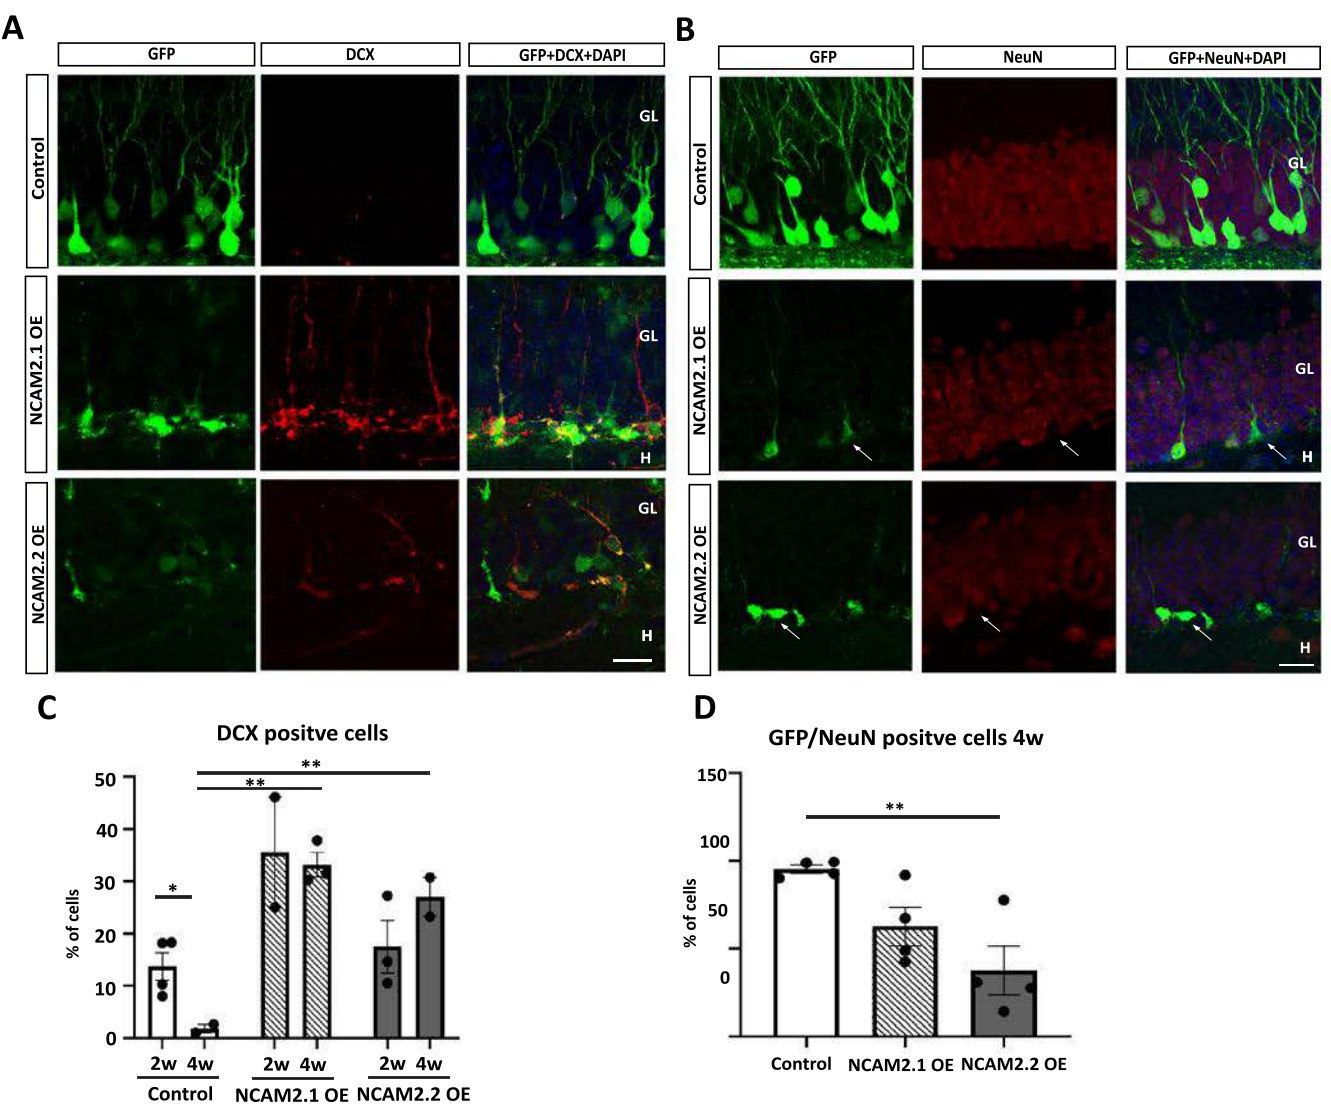 A
GFP
DCX
GFP+DCX+DAPI
Control
GL
NCAM2.1 OE
GL
H
NCAM2.2 OE
GL
H
B
GFP
NeuN
GFP+NeuN+DAPI
Control
GL
NCAM2.1 OE
GL
H
NCAM2.2 OE
GL
H
C
DCX positve cells
% of cells
50
40
30
20
10
0
*
**
**
2w 4w 2w 4w 2w 4w
Control NCAM2.1 OE NCAM2.2 OE
D
GFP/NeuN positve cells 4w
% of cells
150
100
50
0
**
Control NCAM2.1 OE NCAM2.2 OE